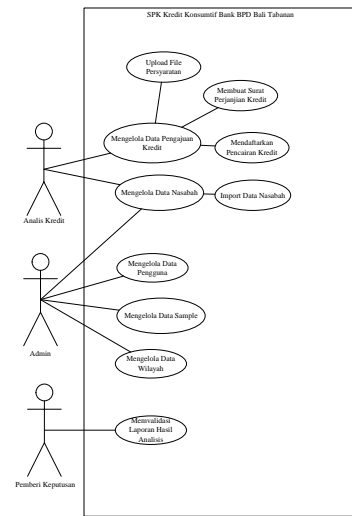 SPK Kredit Konsumtif Bank BPD Bali Tabanan
Upload File
Persyaratan
Membuat Surat
Perjanjian Kredit
Mengelola Data Pengajuan
Kredit
Mendaftarkan
Pencairan Kredit
Mengelola Data Nasabah
Import Data Nasabah
Analis Kredit
Mengelola Data
Pengguna
Mengelola Data Sample
Admin
Mengelola Data
Wilayah
Memvalidasi
Laporan Hasil
Analisis
Pemberi Keputusan